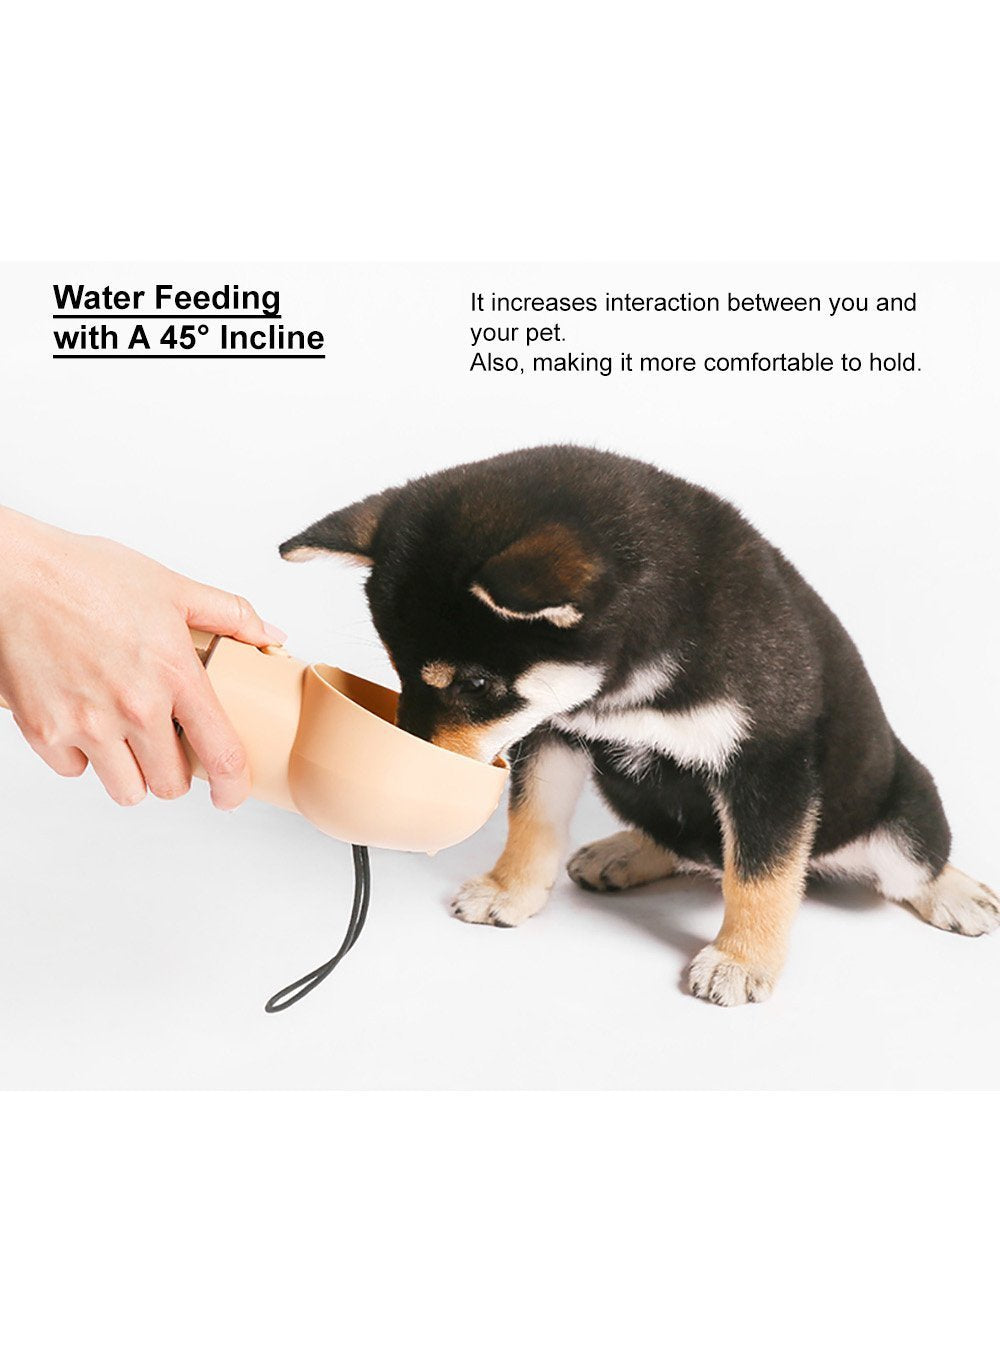 Water Feeding
with A 45° Incline
It increases interaction between you and
your pet.
Also, making it more comfortable to hold.